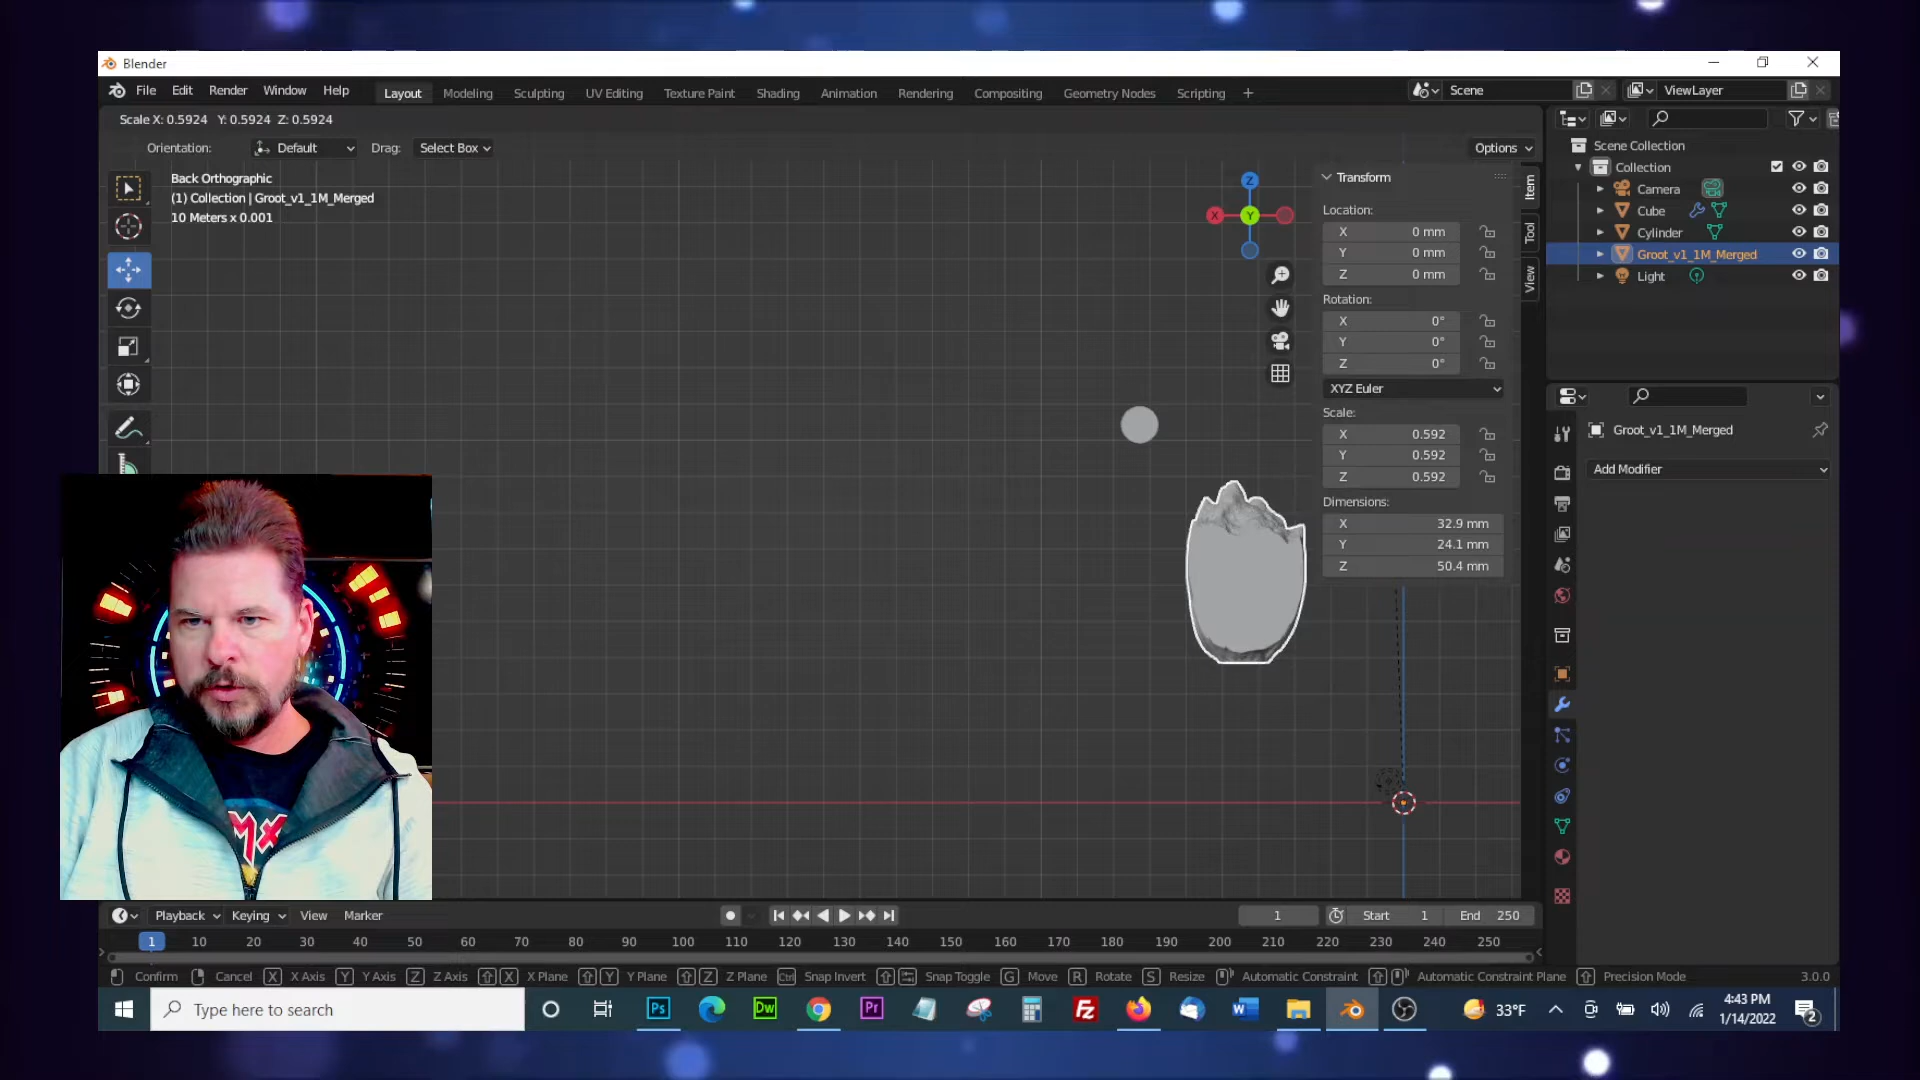 Blender
File Edit Render Window Help Layout Modeling Sculpting UV Editing Texture Paint Shading Animation Rendering Compositing Geometry Nodes Scripting + Scene ViewLayer
Scale X: 0.5924 Y: 0.5924 Z: 0.5924
Orientation: Default Drag: Select Box Options
Back Orthographic
(1) Collection | Groot_v1_1M_Merged
10 Meters x 0.001
Z
X Y
Transform
Location:
X 0 mm
Y 0 mm
Z 0 mm
Rotation:
X 0°
Y 0°
Z 0°
XYZ Euler
Scale:
X 0.592
Y 0.592
Z 0.592
Dimensions:
X 32.9 mm
Y 24.1 mm
Z 50.4 mm
Item
Tool
View
Scene Collection
Collection
Camera
Cube
Cylinder
Groot_v1_1M_Merged
Light
Groot_v1_1M_Merged
Add Modifier
Playback Keying View Marker 1 Start 1 End 250
1 10 20 30 40 50 60 70 80 90 100 110 120 130 140 150 160 170 180 190 200 210 220 230 240 250
Confirm Cancel X X Axis Y Y Axis Z Z Axis X X Plane Y Y Plane Z Z Plane Ctrl Snap Invert Snap Toggle G Move R Rotate S Resize Automatic Constraint Automatic Constraint Plane Precision Mode 3.0.0
Type here to search Ps Dw Pr Fz W 33°F 4:43 PM
1/14/2022 2